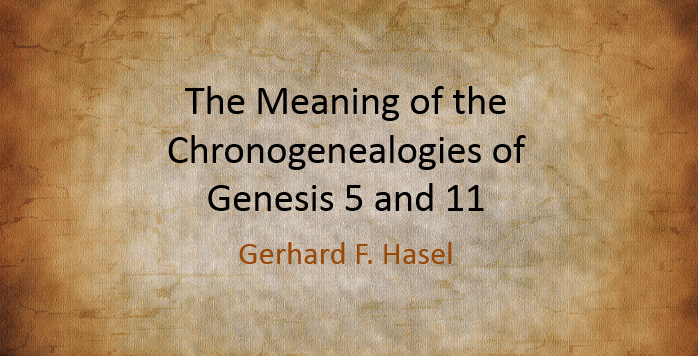 The Meaning of the
Chronogenealogies of
Genesis 5 and 11
Gerhard F. Hasel